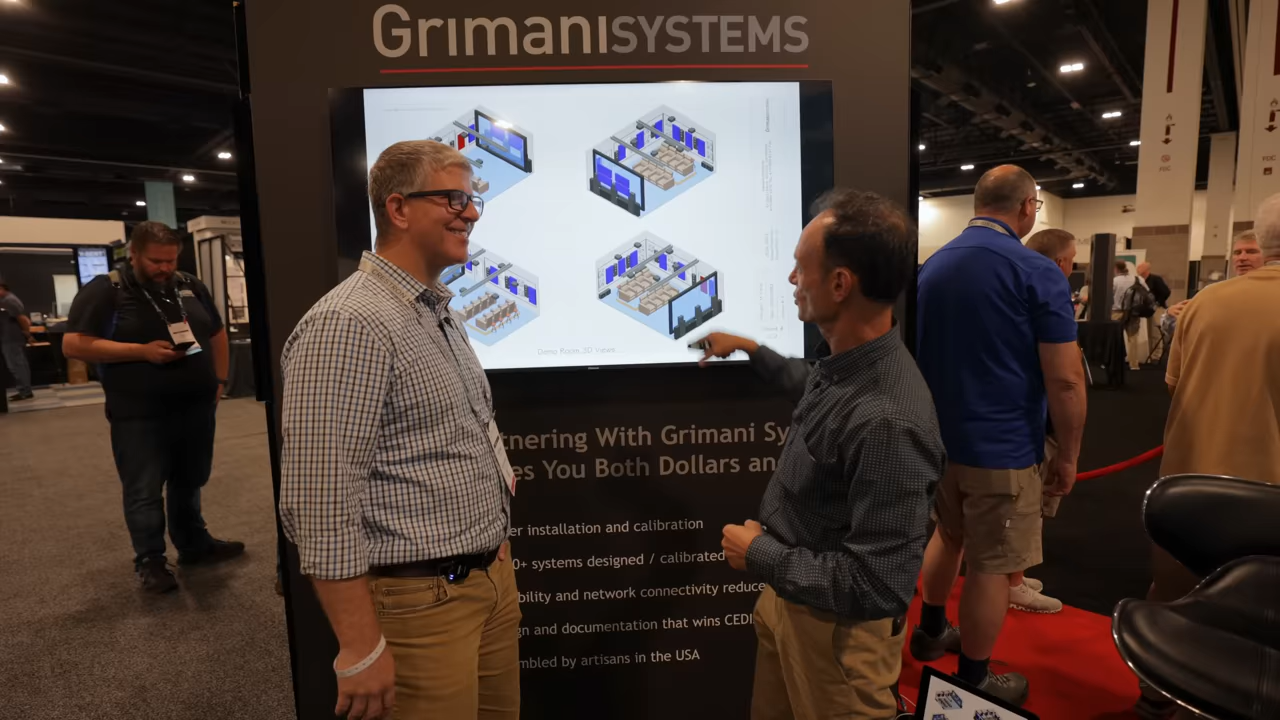 GrimaniSYSTEMS
Demo Room 3D Views
tnering With Grimani Sy
es You Both Dollars an
er installation and calibration
0+ systems designed / calibrated
bility and network connectivity reduce
gn and documentation that wins CEDI
mbled by artisans in the USA
FDC